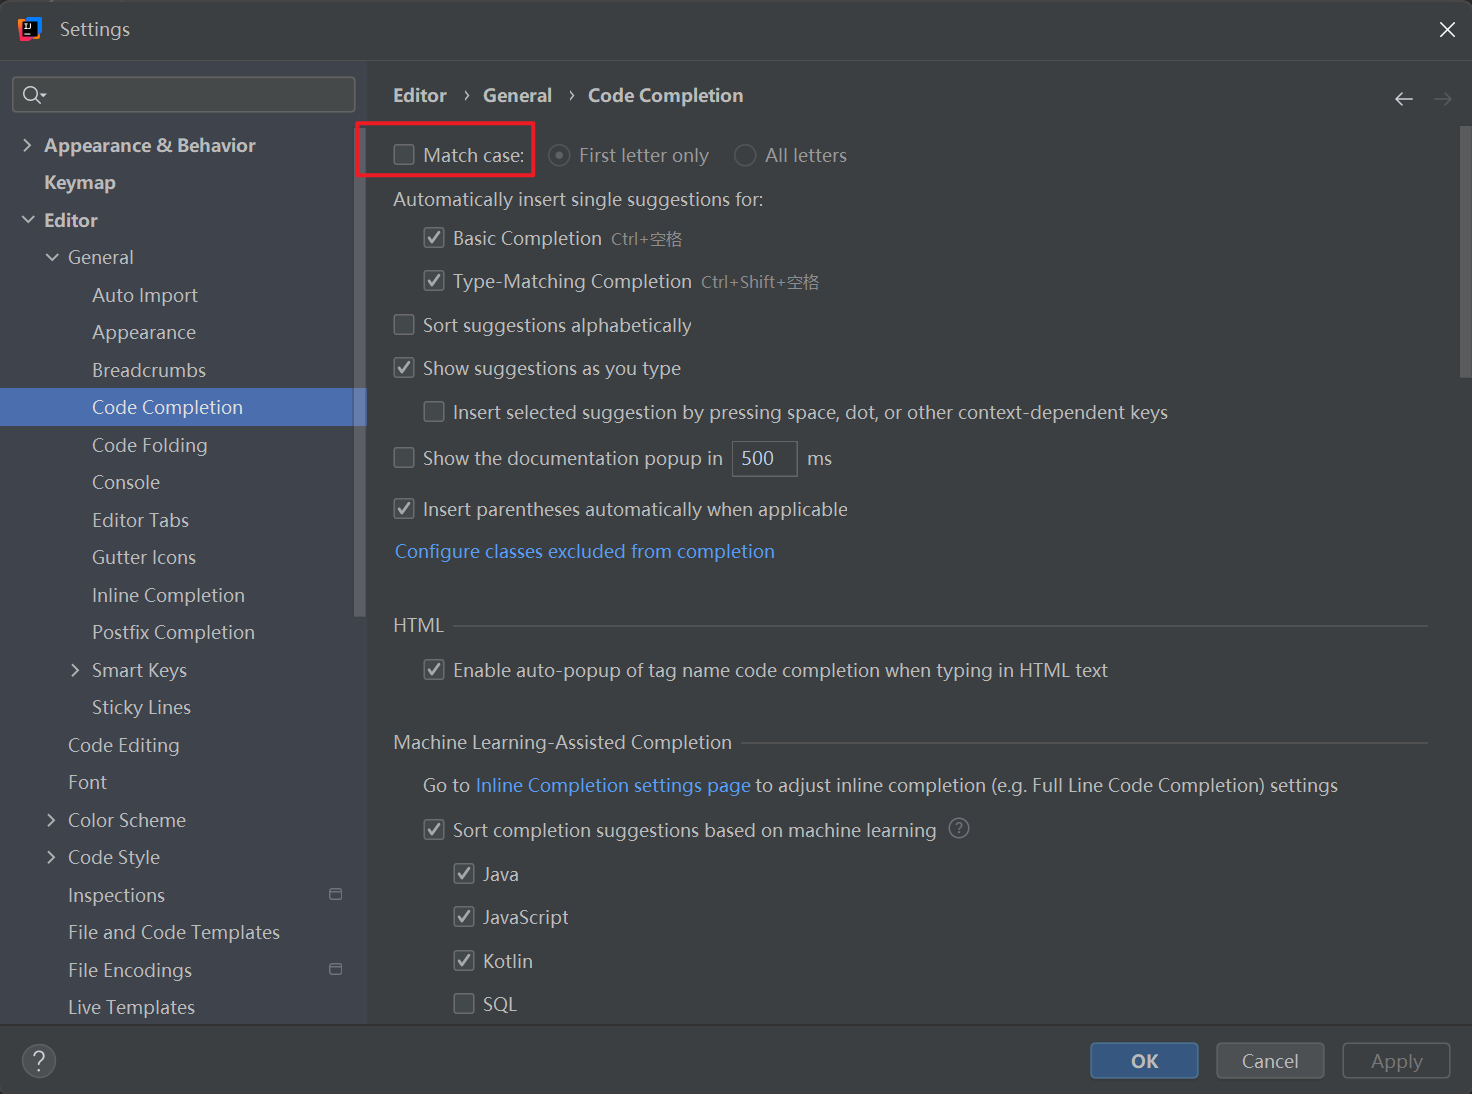 Settings
Editor › General › Code Completion
Appearance & Behavior
Keymap
Editor
General
Auto Import
Appearance
Breadcrumbs
Code Completion
Code Folding
Console
Editor Tabs
Gutter Icons
Inline Completion
Postfix Completion
Smart Keys
Sticky Lines
Code Editing
Font
Color Scheme
Code Style
Inspections
File and Code Templates
File Encodings
Live Templates
Match case: First letter only All letters
Automatically insert single suggestions for:
Basic Completion Ctrl+空格
Type-Matching Completion Ctrl+Shift+空格
Sort suggestions alphabetically
Show suggestions as you type
Insert selected suggestion by pressing space, dot, or other context-dependent keys
Show the documentation popup in 500 ms
Insert parentheses automatically when applicable
Configure classes excluded from completion
HTML
Enable auto-popup of tag name code completion when typing in HTML text
Machine Learning-Assisted Completion
Go to Inline Completion settings page to adjust inline completion (e.g. Full Line Code Completion) settings
Sort completion suggestions based on machine learning ?
Java
JavaScript
Kotlin
SQL
? OK Cancel Apply